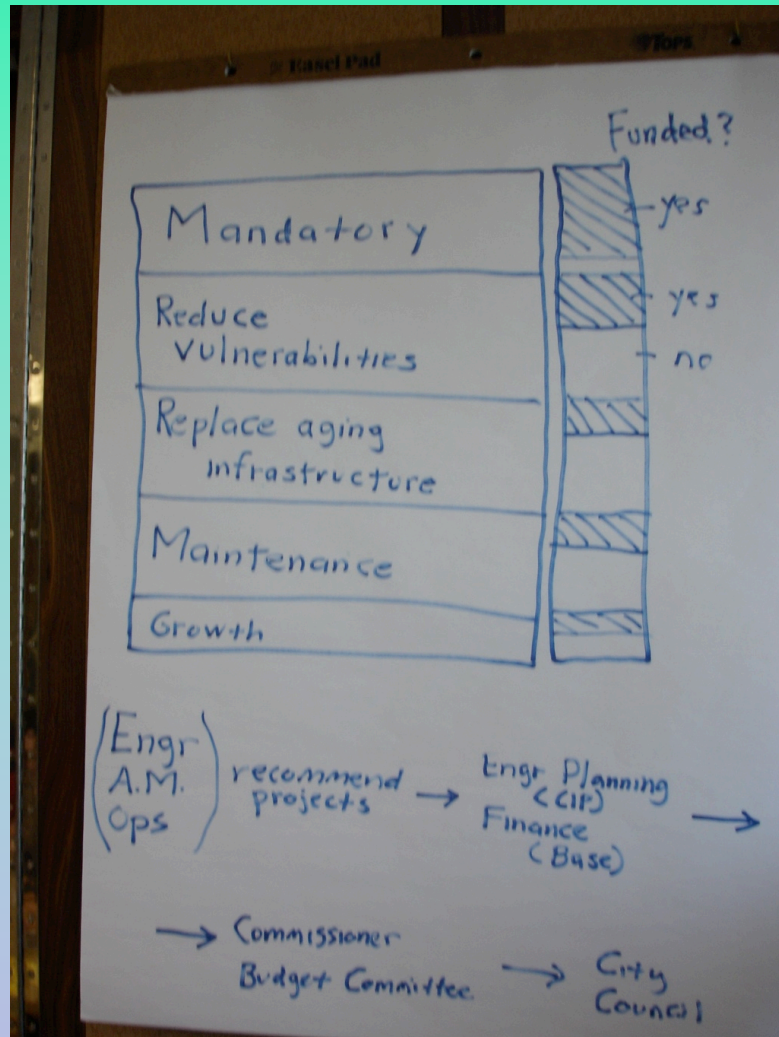 Easel Pad
Tops
Funded?
Mandatory
yes
Reduce
yes
Vulnerabilities
no
Replace aging
infrastructure
Maintenance
Growth
(Engr
A.M.
Ops)
recommend
projects
→
Engr Planning
(CIP)
Finance
(Base)
→
→ Commissioner
Budget Committee
→ City
Council